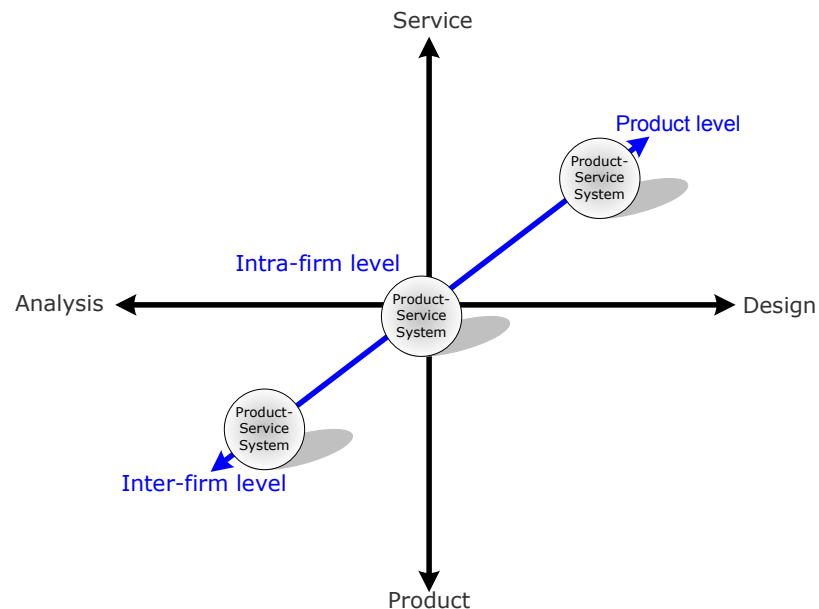 Service
Product level
Product-
Service
System
Intra-firm level
Analysis
Product-
Service
System
Design
Product-
Service
System
Inter-firm level
Product